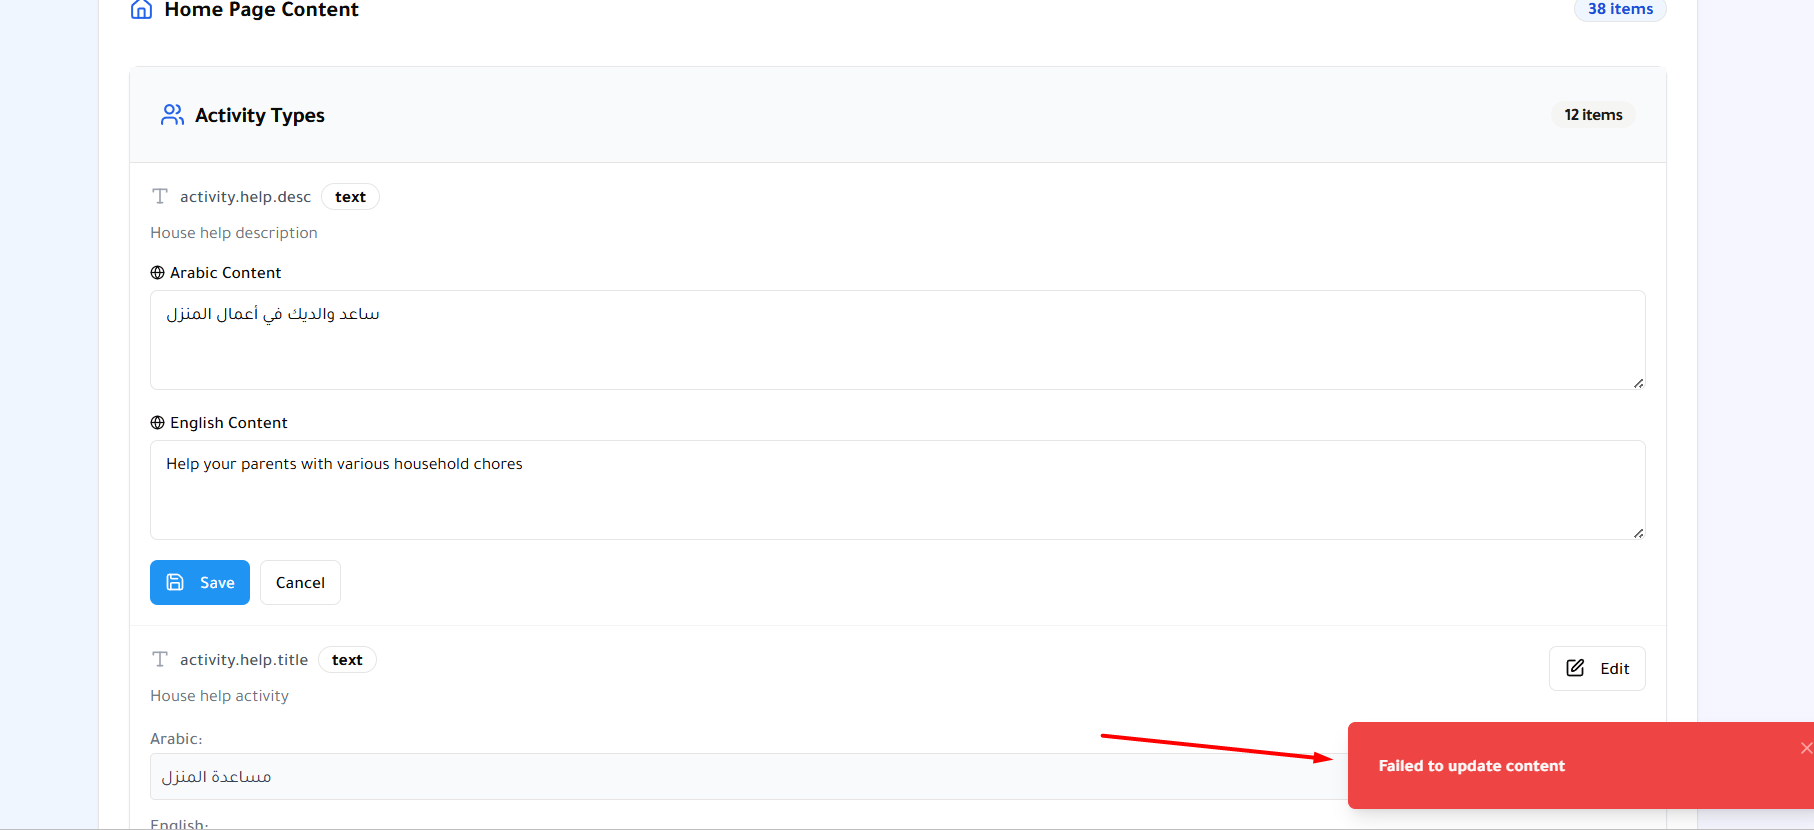 Home Page Content
38 items
Activity Types
12 items
activity.help.desc text
House help description
Arabic Content
ساعد والديك في أعمال المنزل
English Content
Help your parents with various household chores
Save Cancel
activity.help.title text
Edit
House help activity
Arabic:
مساعدة المنزل
Failed to update content
English: